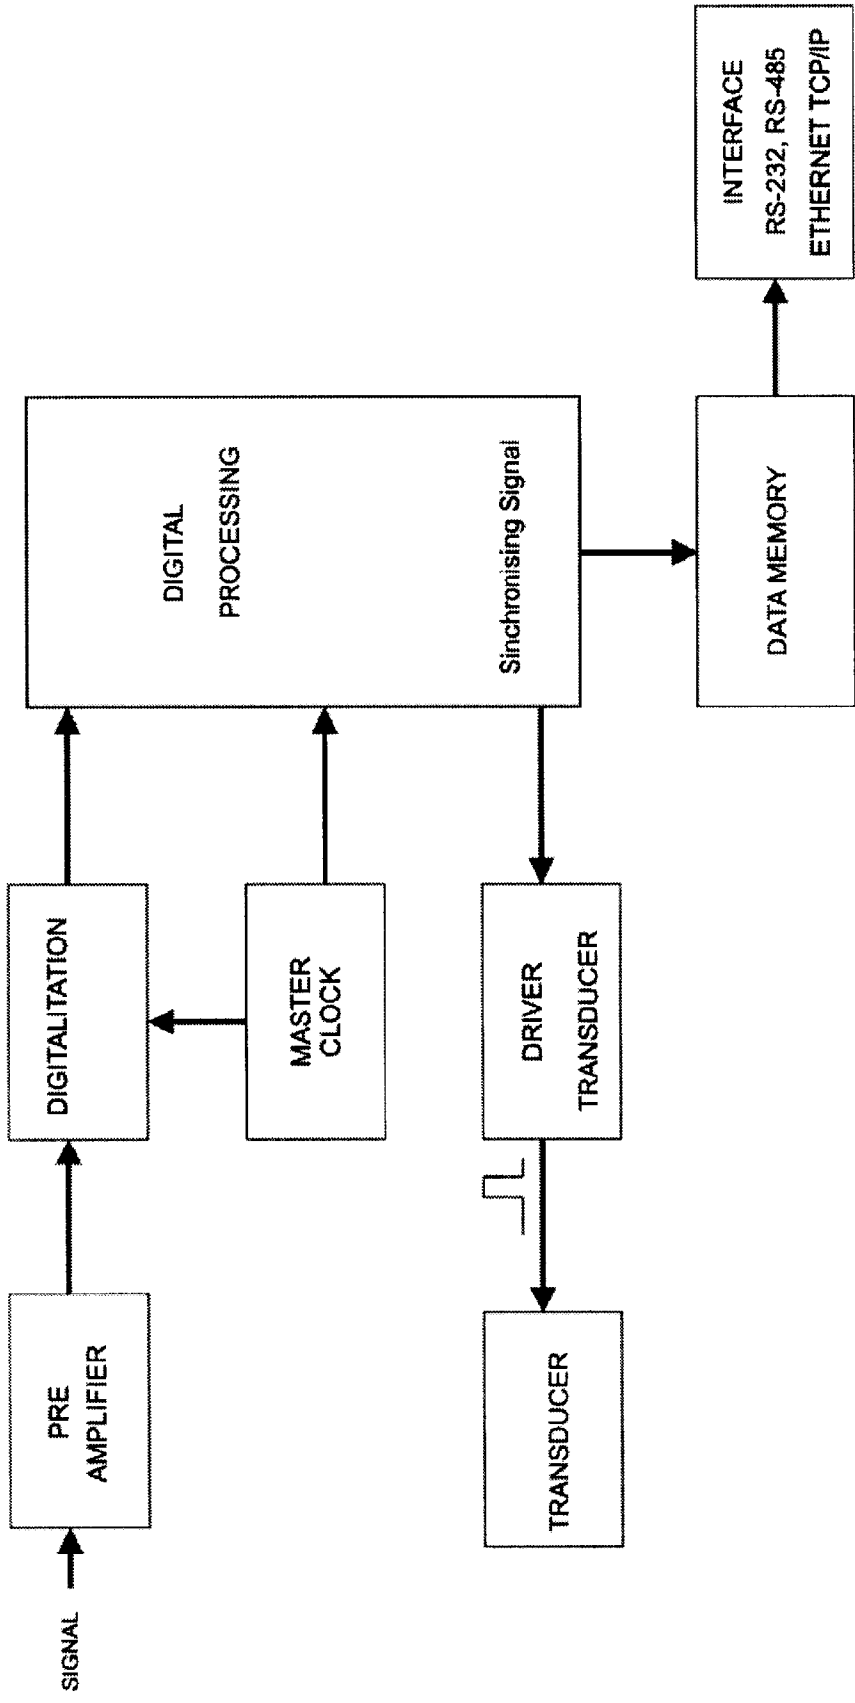 SIGNAL
PRE
AMPLIFIER
DIGITALITATION
MASTER
CLOCK
DIGITAL
PROCESSING
Sinchronising Signal
DRIVER
TRANSDUCER
TRANSDUCER
DATA MEMORY
INTERFACE
RS-232, RS-485
ETHERNET TCP/IP